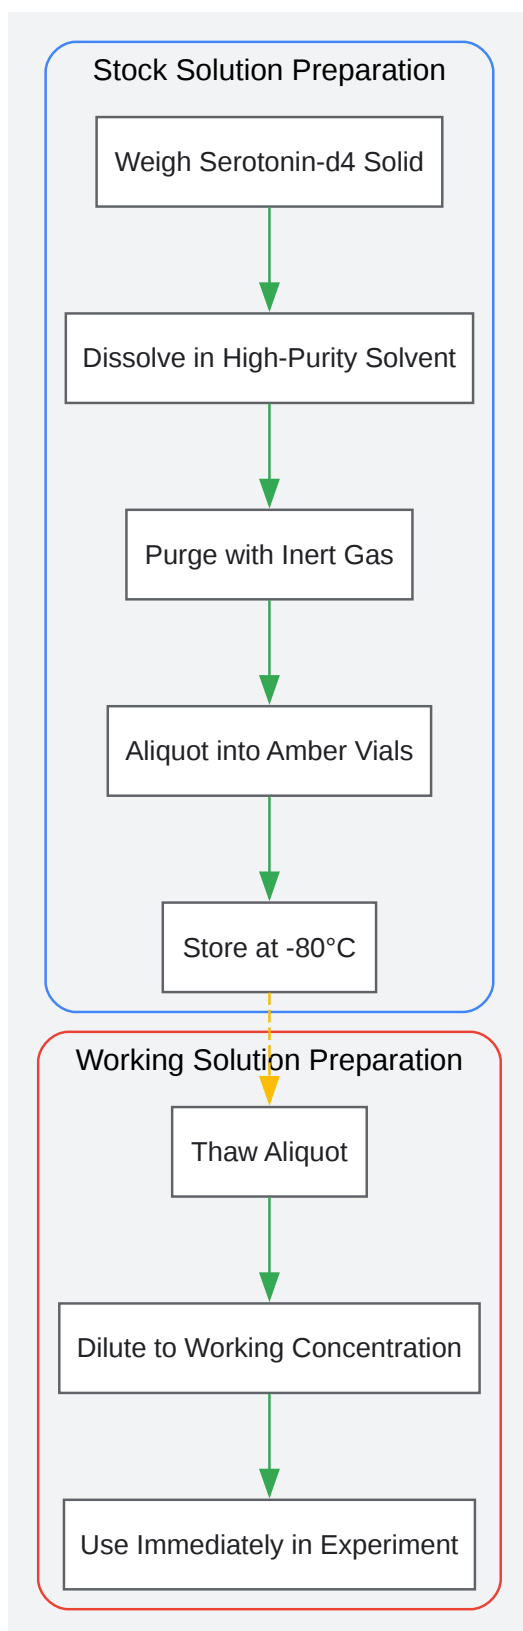 Stock Solution Preparation
Weigh Serotonin-d4 Solid
Dissolve in High-Purity Solvent
Purge with Inert Gas
Aliquot into Amber Vials
Store at -80°C
Working Solution Preparation
Thaw Aliquot
Dilute to Working Concentration
Use Immediately in Experiment